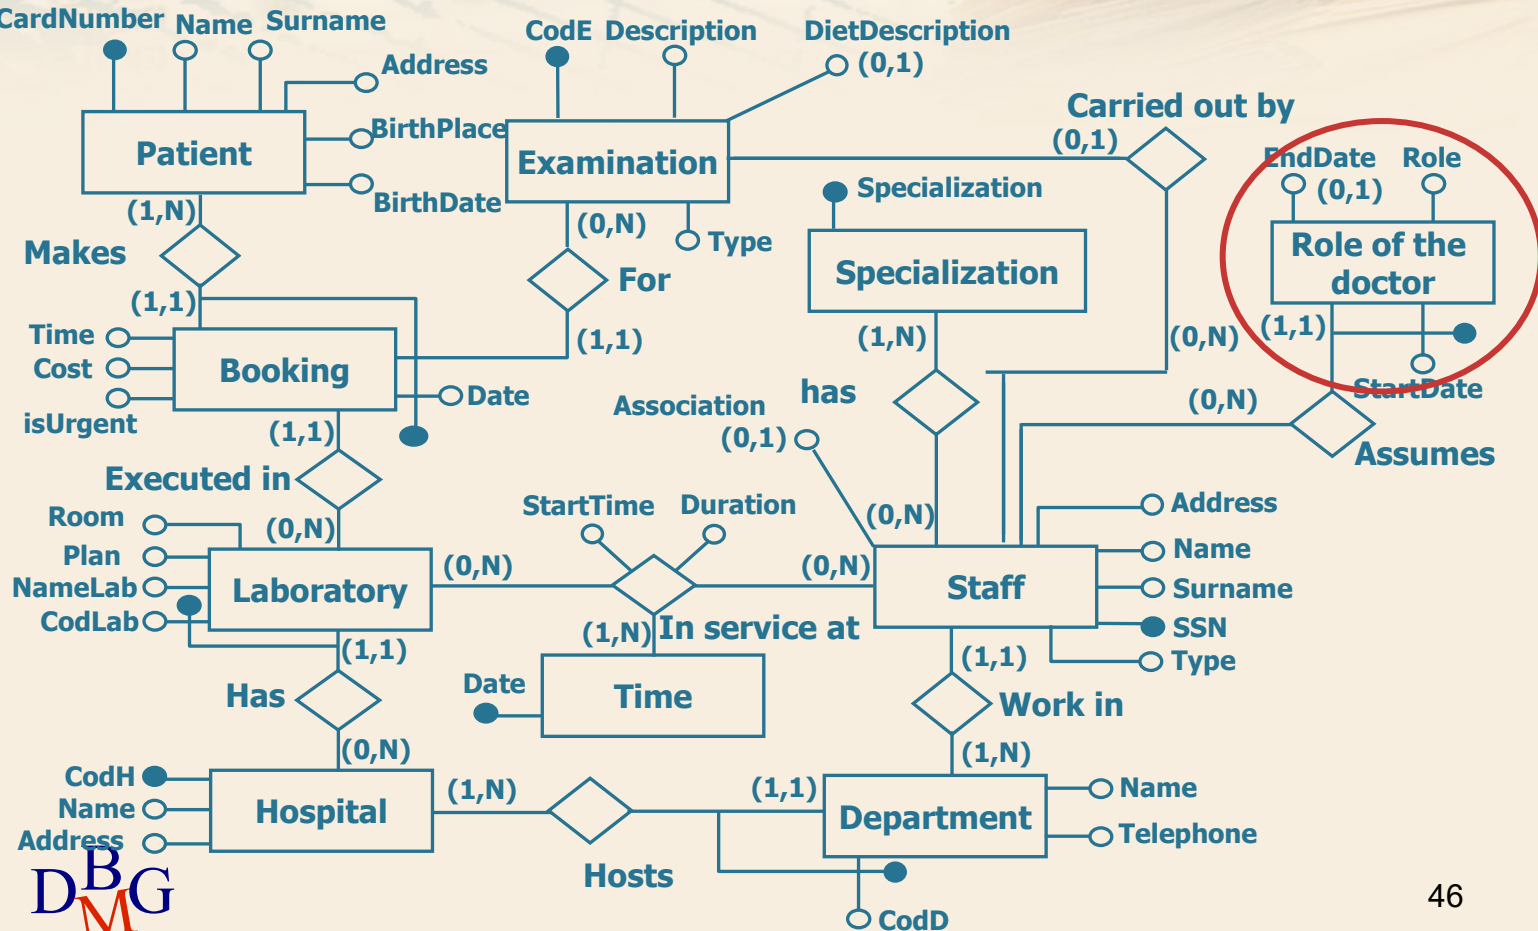 CardNumber
Name
Surname
Address
BirthPlace
BirthDate
Patient
(1,N)
Makes
(1,1)
CodE
Description
DietDescription
(0,1)
Examination
(0,N)
Type
For
(1,1)
Carried out by
(0,1)
(0,N)
Specialization
Specialization
(1,N)
has
(0,N)
EndDate
(0,1)
Role
Role of the
doctor
(1,1)
StartDate
(0,N)
Assumes
Time
Cost
isUrgent
Booking
Date
(1,1)
Executed in
(0,N)
Association
(0,1)
Room
Plan
NameLab
CodLab
Laboratory
(0,N)
StartTime
Duration
(0,N)
In service at
(1,N)
Date
Time
Staff
Address
Name
Surname
SSN
Type
(1,1)
Work in
(1,N)
(1,1)
Has
(0,N)
CodH
Name
Address
Hospital
(1,N)
Hosts
(1,1)
Department
Name
Telephone
CodD
DBMG
46